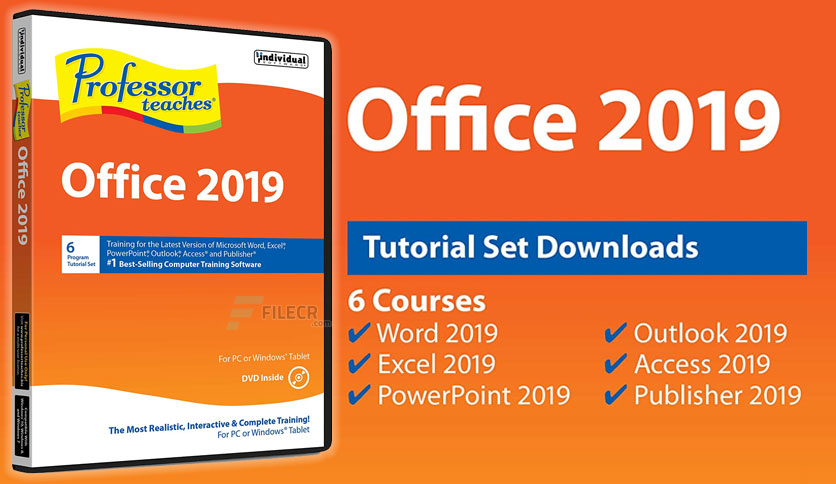 individual
SOFTWARE®
Professor
teaches®
Office 2019
6
Program
Tutorial Set
Training for the Latest Version of Microsoft Word, Excel®,
PowerPoint®, Outlook®, Access® and Publisher®
#1 Best-Selling Computer Training Software
FILECR
.com
For PC or Windows® Tablet
DVD Inside
The Most Realistic, Interactive & Complete Training!
For PC or Windows® Tablet
individual
Professor
teaches®
Office 2019
Office 2019
Tutorial Set Downloads
6 Courses
✔ Word 2019
✔ Excel 2019
✔ PowerPoint 2019
✔ Outlook 2019
✔ Access 2019
✔ Publisher 2019